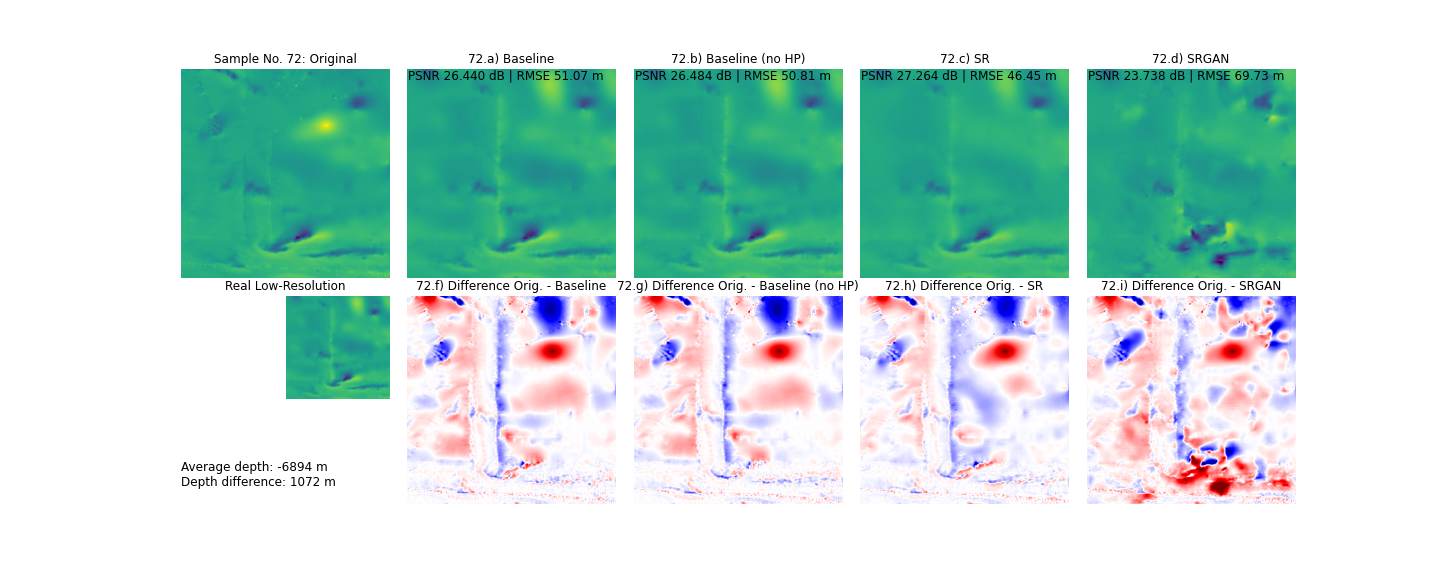 Sample No. 72: Original
72.a) Baseline
72.b) Baseline (no HP)
72.c) SR
72.d) SRGAN
PSNR 26.440 dB | RMSE 51.07 m
PSNR 26.484 dB | RMSE 50.81 m
PSNR 27.264 dB | RMSE 46.45 m
PSNR 23.738 dB | RMSE 69.73 m
Real Low-Resolution
72.f) Difference Orig. - Baseline
72.g) Difference Orig. - Baseline (no HP)
72.h) Difference Orig. - SR
72.i) Difference Orig. - SRGAN
Average depth: -6894 m
Depth difference: 1072 m